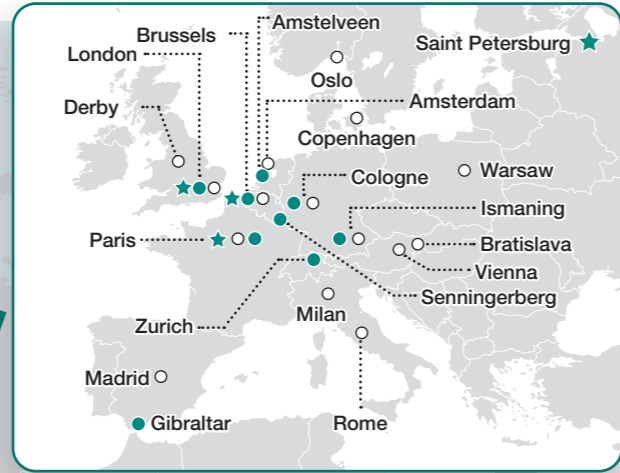 Amstelveen
Brussels
Saint Petersburg
London
Oslo
Derby
Amsterdam
Copenhagen
Cologne
Warsaw
Ismaning
Paris
Bratislava
Vienna
Senningerberg
Milan
Zurich
Madrid
Gibraltar
Rome